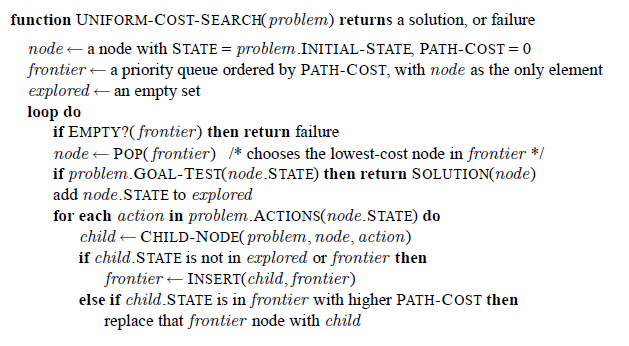 function UNIFORM-COST-SEARCH(problem) returns a solution, or failure
node ← a node with STATE = problem.INITIAL-STATE, PATH-COST = 0
frontier ← a priority queue ordered by PATH-COST, with node as the only element
explored ← an empty set
loop do
if EMPTY?(frontier) then return failure
node ← POP(frontier) /* chooses the lowest-cost node in frontier */
if problem.GOAL-TEST(node.STATE) then return SOLUTION(node)
add node.STATE to explored
for each action in problem.ACTIONS(node.STATE) do
child ← CHILD-NODE(problem, node, action)
if child.STATE is not in explored or frontier then
frontier ← INSERT(child, frontier)
else if child.STATE is in frontier with higher PATH-COST then
replace that frontier node with child